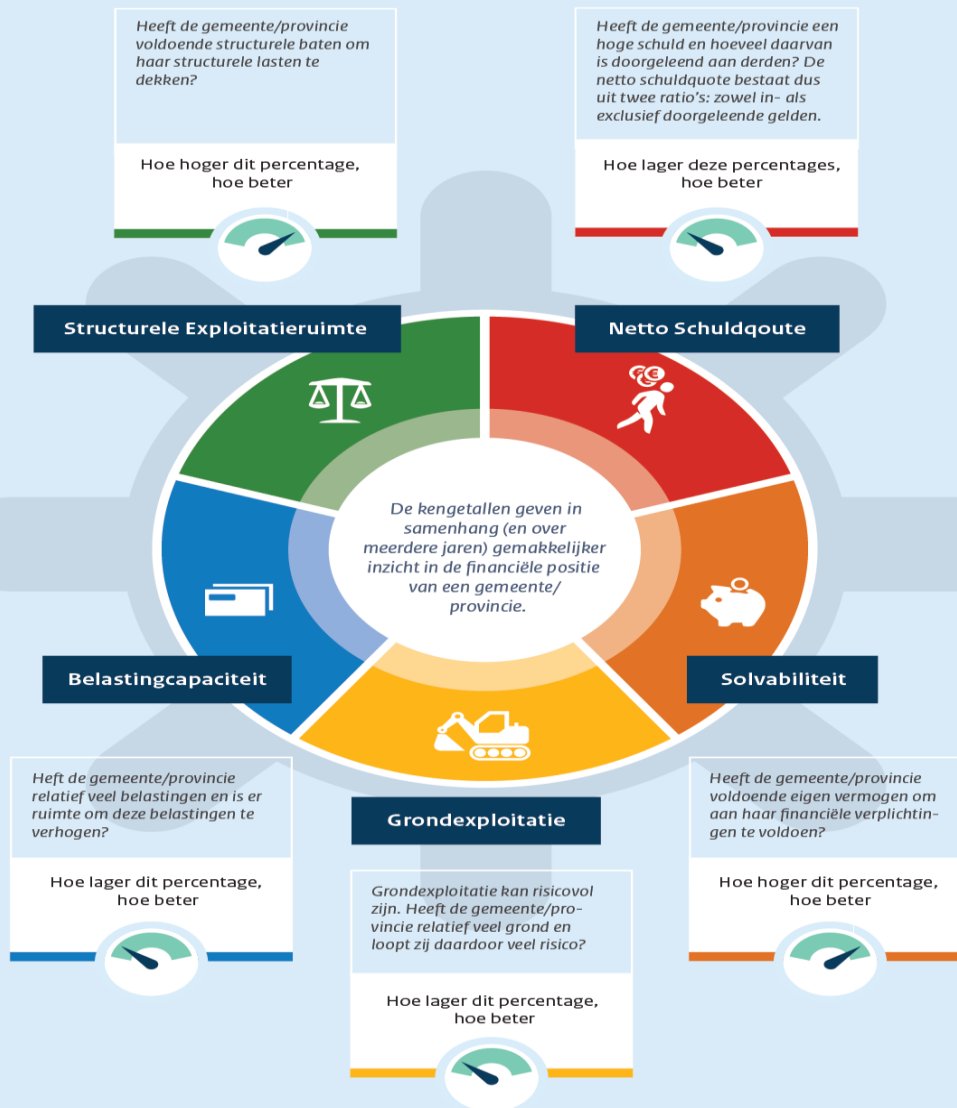 Heeft de gemeente/provincie
voldoende structurele baten om
haar structurele lasten te
dekken?
Hoe hoger dit percentage,
hoe beter
Heeft de gemeente/provincie een
hoge schuld en hoeveel daarvan
is doorgeleend aan derden? De
netto schuldquote bestaat dus
uit twee ratio's: zowel in- als
exclusief doorgeleende gelden.
Hoe lager deze percentages,
hoe beter
Structurele Exploitatieruimte
Netto Schuldqoute
De kengetallen geven in
samenhang (en over
meerdere jaren) gemakkelijker
inzicht in de financiële positie
van een gemeente/
provincie.
Belastingcapaciteit
Solvabiliteit
Heft de gemeente/provincie
relatief veel belastingen en is er
ruimte om deze belastingen te
verhogen?
Hoe lager dit percentage,
hoe beter
Grondexploitatie
Grondexploitatie kan risicovol
zijn. Heeft de gemeente/pro-
vincie relatief veel grond en
loopt zij daardoor veel risico?
Hoe lager dit percentage,
hoe beter
Heeft de gemeente/provincie
voldoende eigen vermogen om
aan haar financiële verplichtin-
gen te voldoen?
Hoe hoger dit percentage,
hoe beter